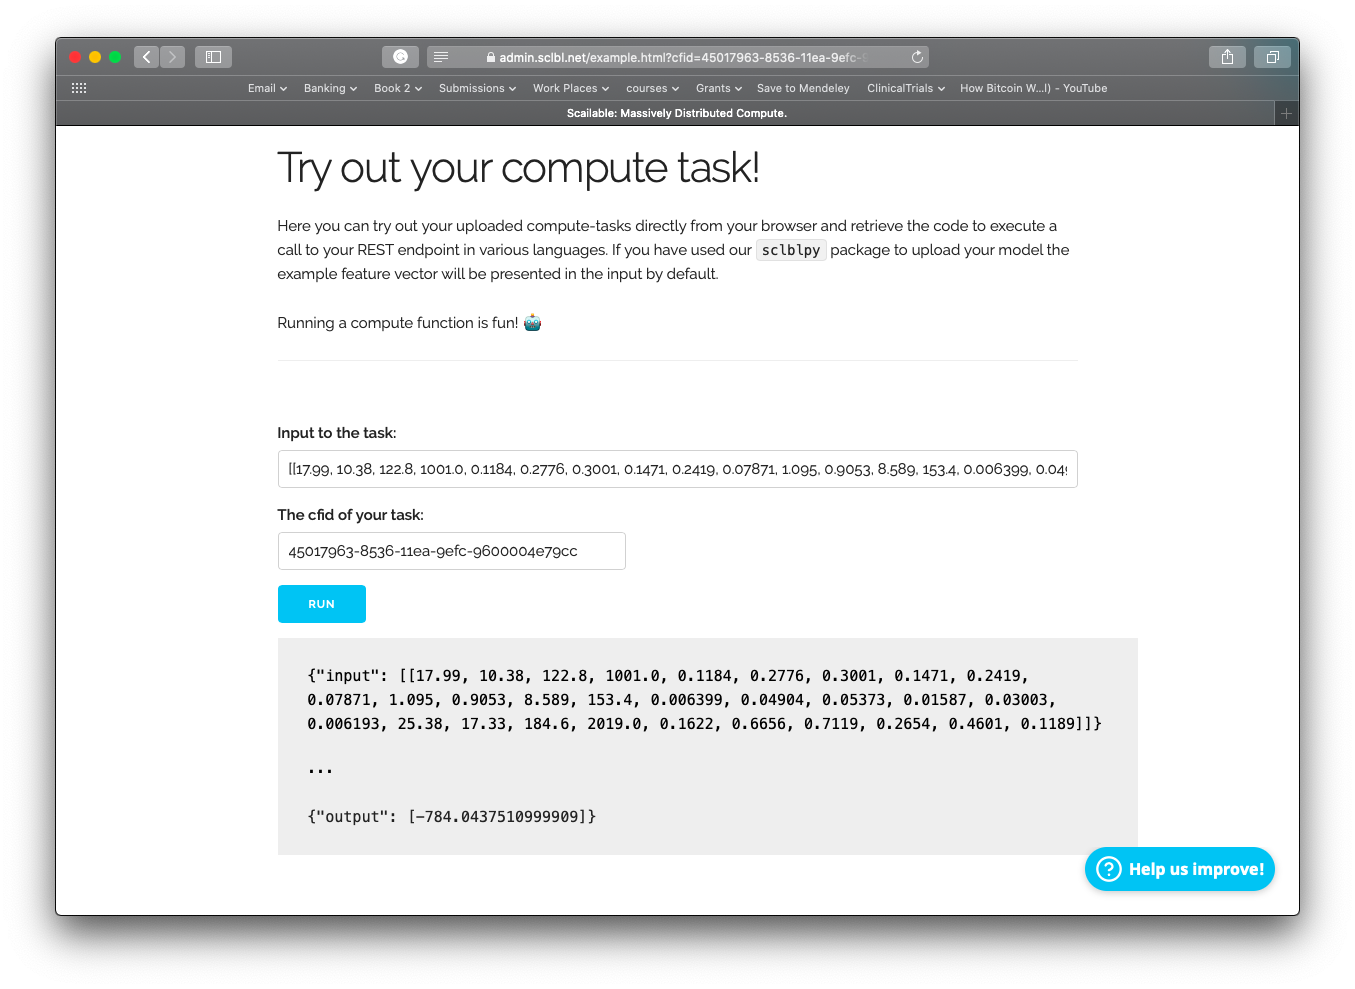 admin.sclbl.net/example.html?cfid=45017963-8536-11ea-9efc-9
Email Banking Book 2 Submissions Work Places courses Grants Save to Mendeley ClinicalTrials How Bitcoin W...l) - YouTube
Scailable: Massively Distributed Compute.
Try out your compute task!
Here you can try out your uploaded compute-tasks directly from your browser and retrieve the code to execute a
call to your REST endpoint in various languages. If you have used our sclblpy package to upload your model the
example feature vector will be presented in the input by default.
Running a compute function is fun! 🤖
Input to the task:
[[17.99, 10.38, 122.8, 1001.0, 0.1184, 0.2776, 0.3001, 0.1471, 0.2419, 0.07871, 1.095, 0.9053, 8.589, 153.4, 0.006399, 0.049
The cfid of your task:
45017963-8536-11ea-9efc-9600004e79cc
RUN
{"input": [[17.99, 10.38, 122.8, 1001.0, 0.1184, 0.2776, 0.3001, 0.1471, 0.2419,
0.07871, 1.095, 0.9053, 8.589, 153.4, 0.006399, 0.04904, 0.05373, 0.01587, 0.03003,
0.006193, 25.38, 17.33, 184.6, 2019.0, 0.1622, 0.6656, 0.7119, 0.2654, 0.4601, 0.1189]]}
...
{"output": [-784.0437510999909]}
? Help us improve!